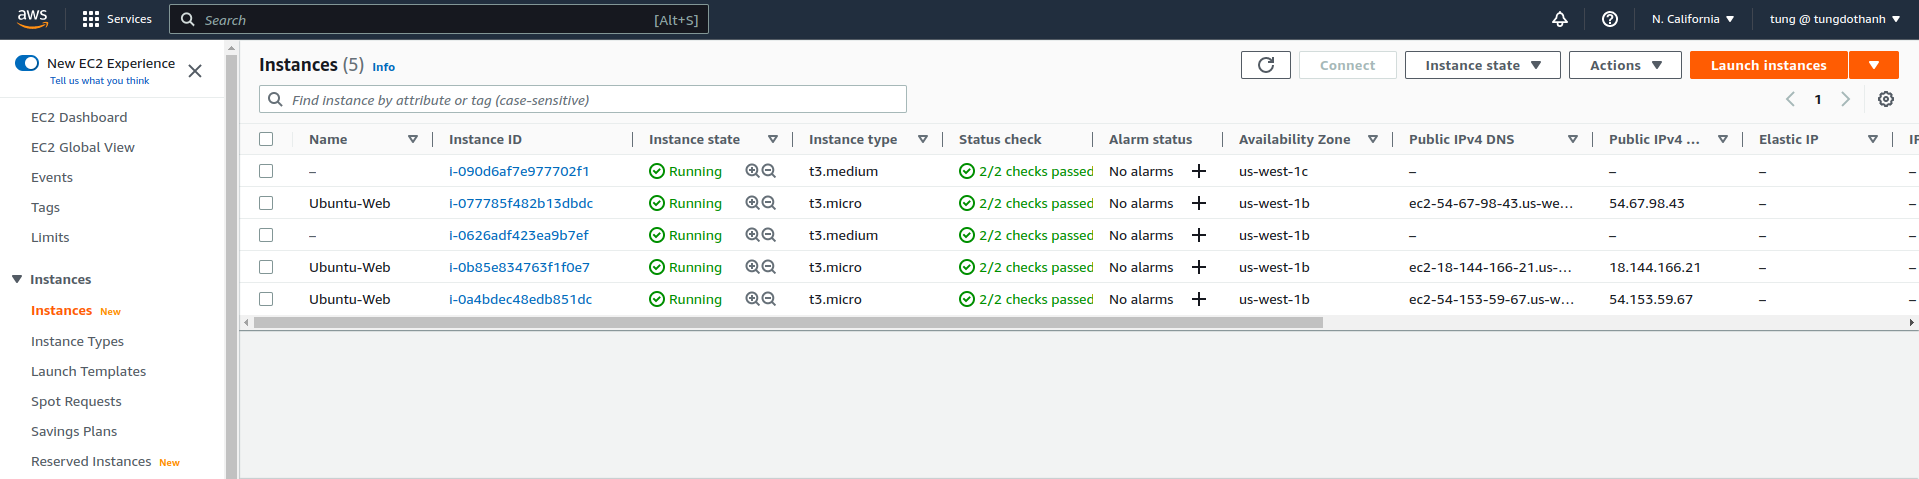 aws Services Search [Alt+S] N. California tung @ tungdothanh
New EC2 Experience
Tell us what you think
EC2 Dashboard
EC2 Global View
Events
Tags
Limits
Instances
Instances New
Instance Types
Launch Templates
Spot Requests
Savings Plans
Reserved Instances New
Instances (5) Info Connect Instance state Actions Launch instances
Find instance by attribute or tag (case-sensitive) 1
Name Instance ID Instance state Instance type Status check Alarm status Availability Zone Public IPv4 DNS Public IPv4 ... Elastic IP IP
– i-090d6af7e977702f1 Running t3.medium 2/2 checks passed No alarms us-west-1c – – – –
Ubuntu-Web i-077785f482b13dbdc Running t3.micro 2/2 checks passed No alarms us-west-1b ec2-54-67-98-43.us-we... 54.67.98.43 – –
– i-0626adf423ea9b7ef Running t3.medium 2/2 checks passed No alarms us-west-1b – – – –
Ubuntu-Web i-0b85e834763f1f0e7 Running t3.micro 2/2 checks passed No alarms us-west-1b ec2-18-144-166-21.us-... 18.144.166.21 – –
Ubuntu-Web i-0a4bdec48edb851dc Running t3.micro 2/2 checks passed No alarms us-west-1b ec2-54-153-59-67.us-w... 54.153.59.67 – –